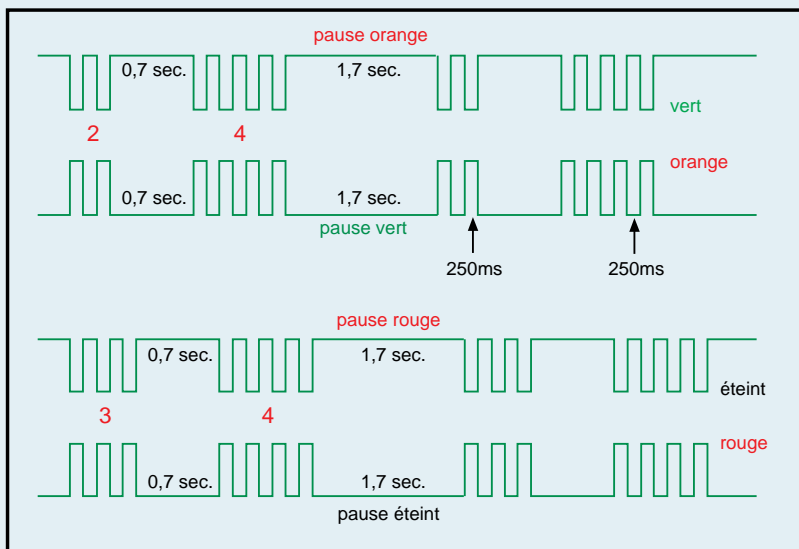 pause orange
0,7 sec. 1,7 sec.
vert
2 4
orange
0,7 sec. 1,7 sec.
pause vert
250ms 250ms
pause rouge
0,7 sec. 1,7 sec.
éteint
3 4
rouge
0,7 sec. 1,7 sec.
pause éteint